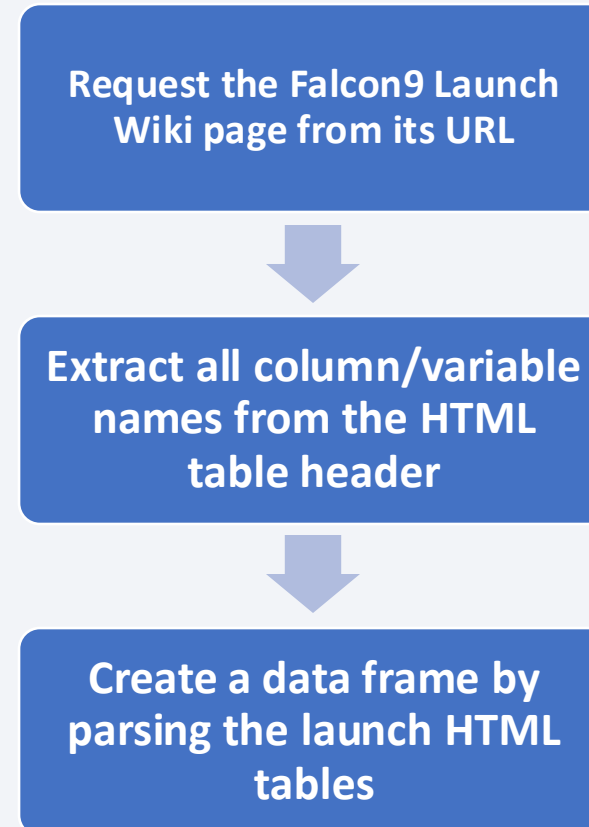 Request the Falcon9 Launch
Wiki page from its URL
Extract all column/variable
names from the HTML
table header
Create a data frame by
parsing the launch HTML
tables